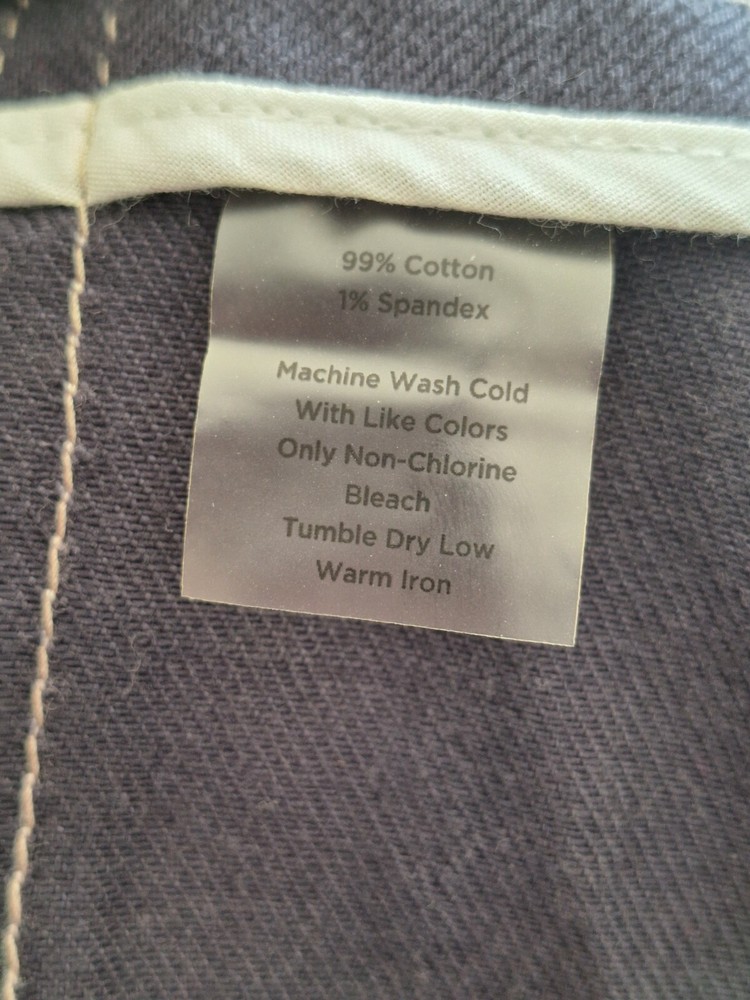 99% Cotton
1% Spandex
Machine Wash Cold
With Like Colors
Only Non-Chlorine
Bleach
Tumble Dry Low
Warm Iron